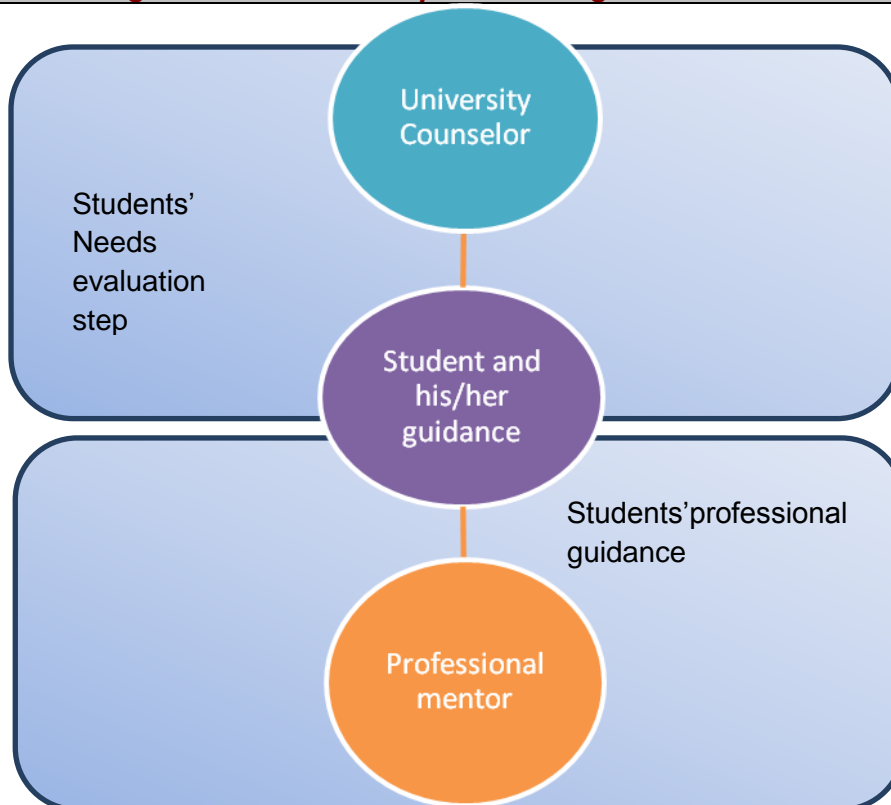 University
Counselor
Students’
Needs
evaluation
step
Student and
his/her
guidance
Students’professional
guidance
Professional
mentor